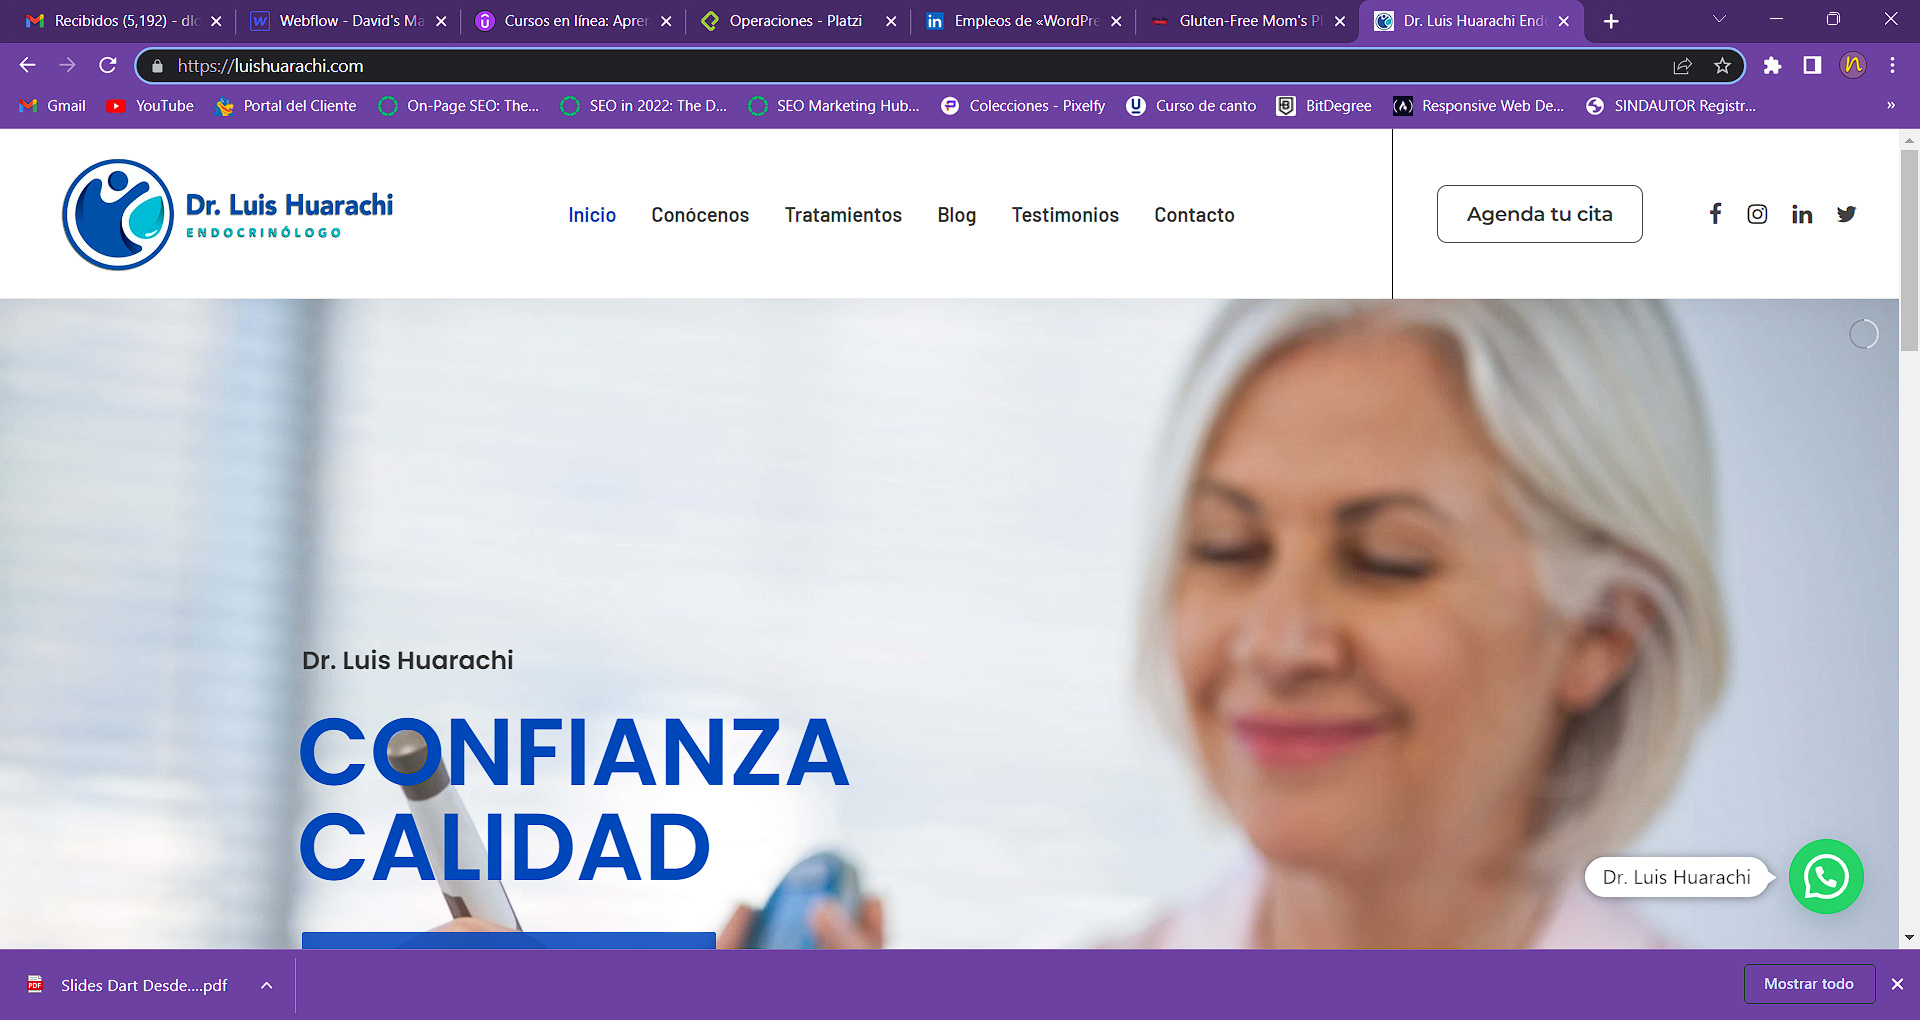 Recibidos (5,192) - dlc
Webflow - David's Ma
Cursos en línea: Apren
Operaciones - Platzi
Empleos de «WordPre
Gluten-Free Mom's Pl
Dr. Luis Huarachi Endo
https://luishuarachi.com
Gmail
YouTube
Portal del Cliente
On-Page SEO: The...
SEO in 2022: The D...
SEO Marketing Hub...
Colecciones - Pixelfy
Curso de canto
BitDegree
Responsive Web De...
SINDAUTOR Registr...
»
Dr. Luis Huarachi
ENDOCRINÓLOGO
Inicio
Conócenos
Tratamientos
Blog
Testimonios
Contacto
Agenda tu cita
Dr. Luis Huarachi
CONFIANZA
CALIDAD
Dr. Luis Huarachi
PDF
Slides Dart Desde....pdf
Mostrar todo